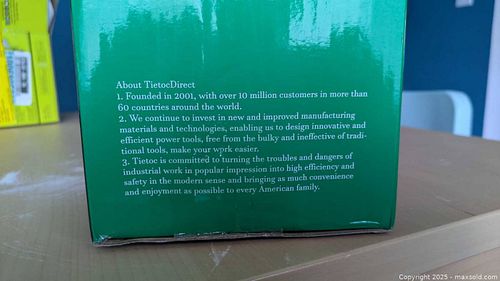 About TietocDirect
1. Founded in 2001, with over 10 million customers in more than
60 countries around the world.
2. We continue to invest in new and improved manufacturing
materials and technologies, enabling us to design innovative and
efficient power tools, free from the bulky and ineffective of tradi-
tional tools, make your work easier.
3. Tietoc is committed to turning the troubles and dangers of
industrial work in popular impression into high efficiency and
safety in the modern sense and bringing as much convenience
and enjoyment as possible to every American family.
Copyright 2025 - maxsold.com